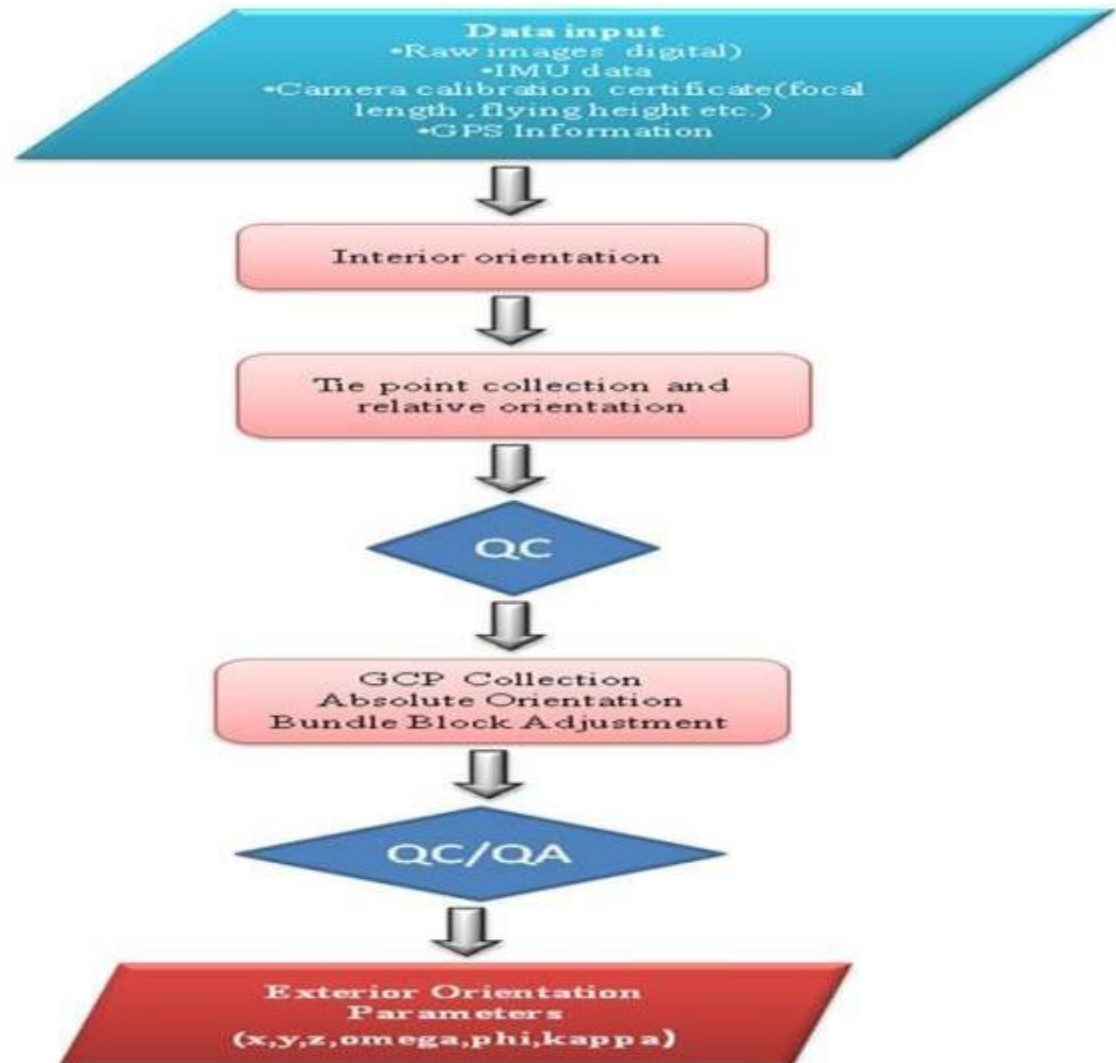 Data input
•Raw images digital)
•IMU data
•Camera calibration certificate(focal
length ,flying height etc.)
•GPS Information
Interior orientation
Tie point collection and
relative orientation
QC
GCP Collection
Absolute Orientation
Bundle Block Adjustment
QC/QA
Exterior Orientation
Parameters
(x,y,z,omega,phi,kappa)